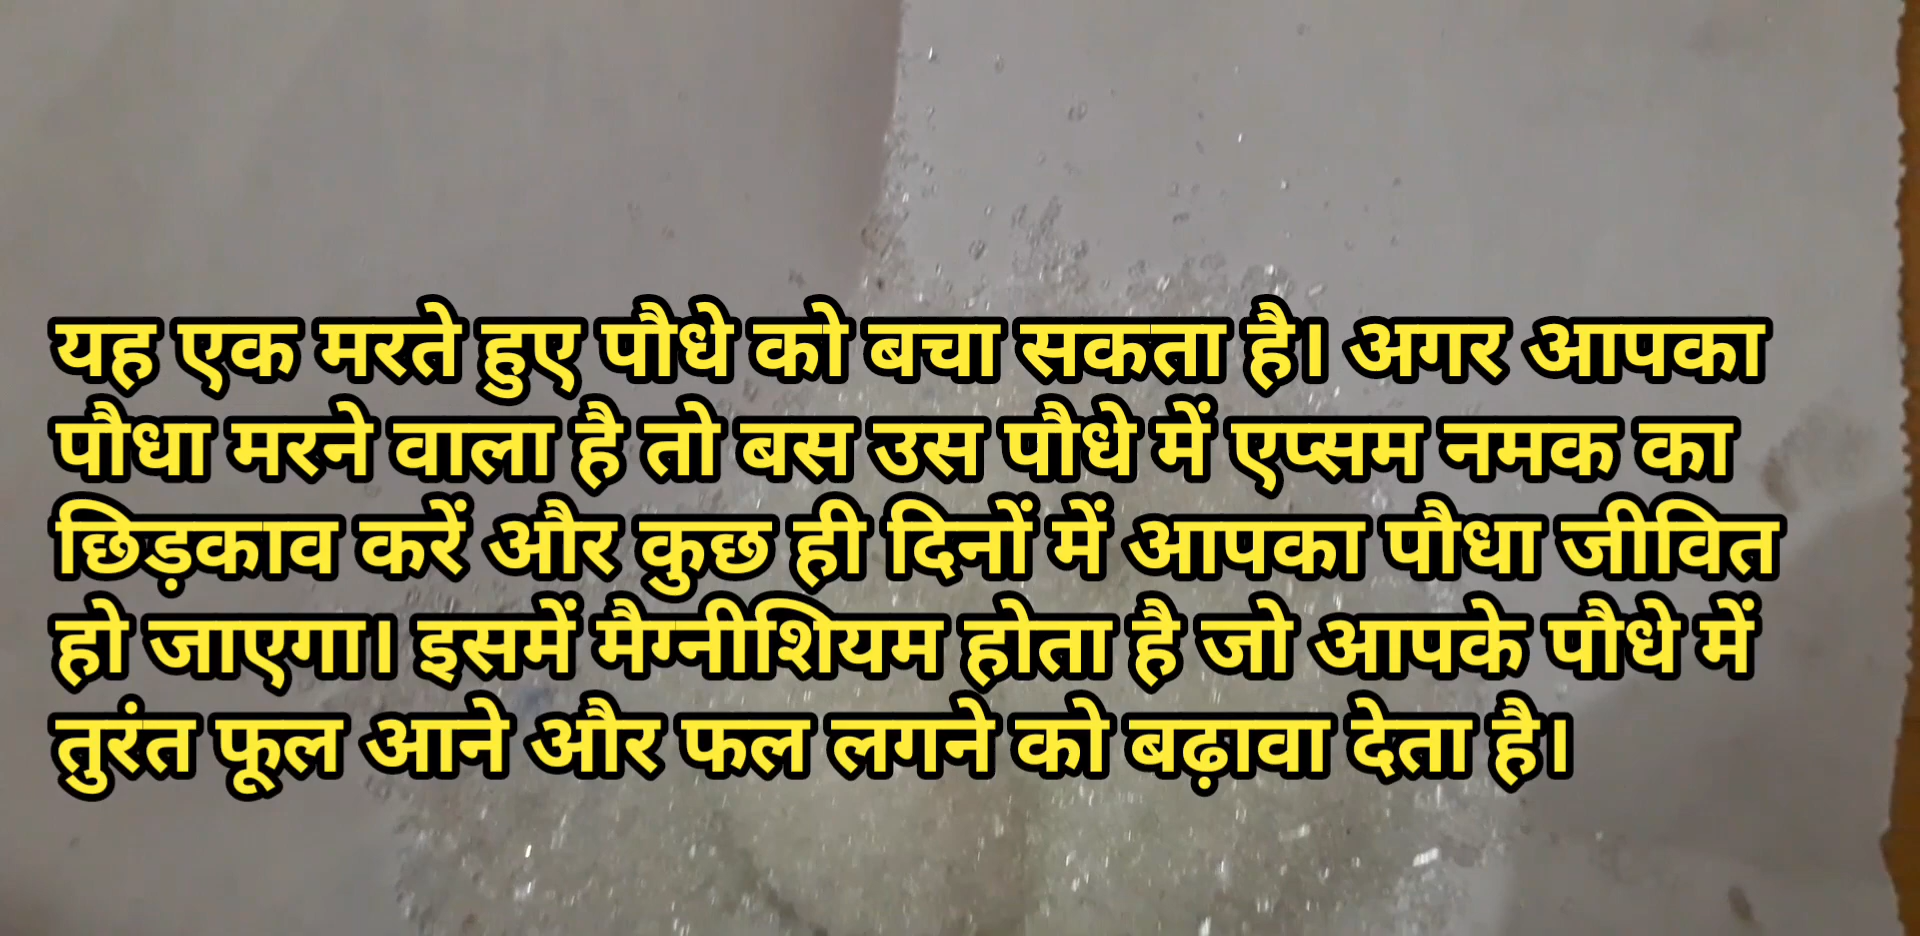 यह एक मरते हुए पौधे को बचा सकता है। अगर आपका
पौधा मरने वाला है तो बस उस पौधे में एप्सम नमक का
छिड़काव करें और कुछ ही दिनों में आपका पौधा जीवित
हो जाएगा। इसमें मैग्नीशियम होता है जो आपके पौधे में
तुरंत फूल आने और फल लगने को बढ़ावा देता है।